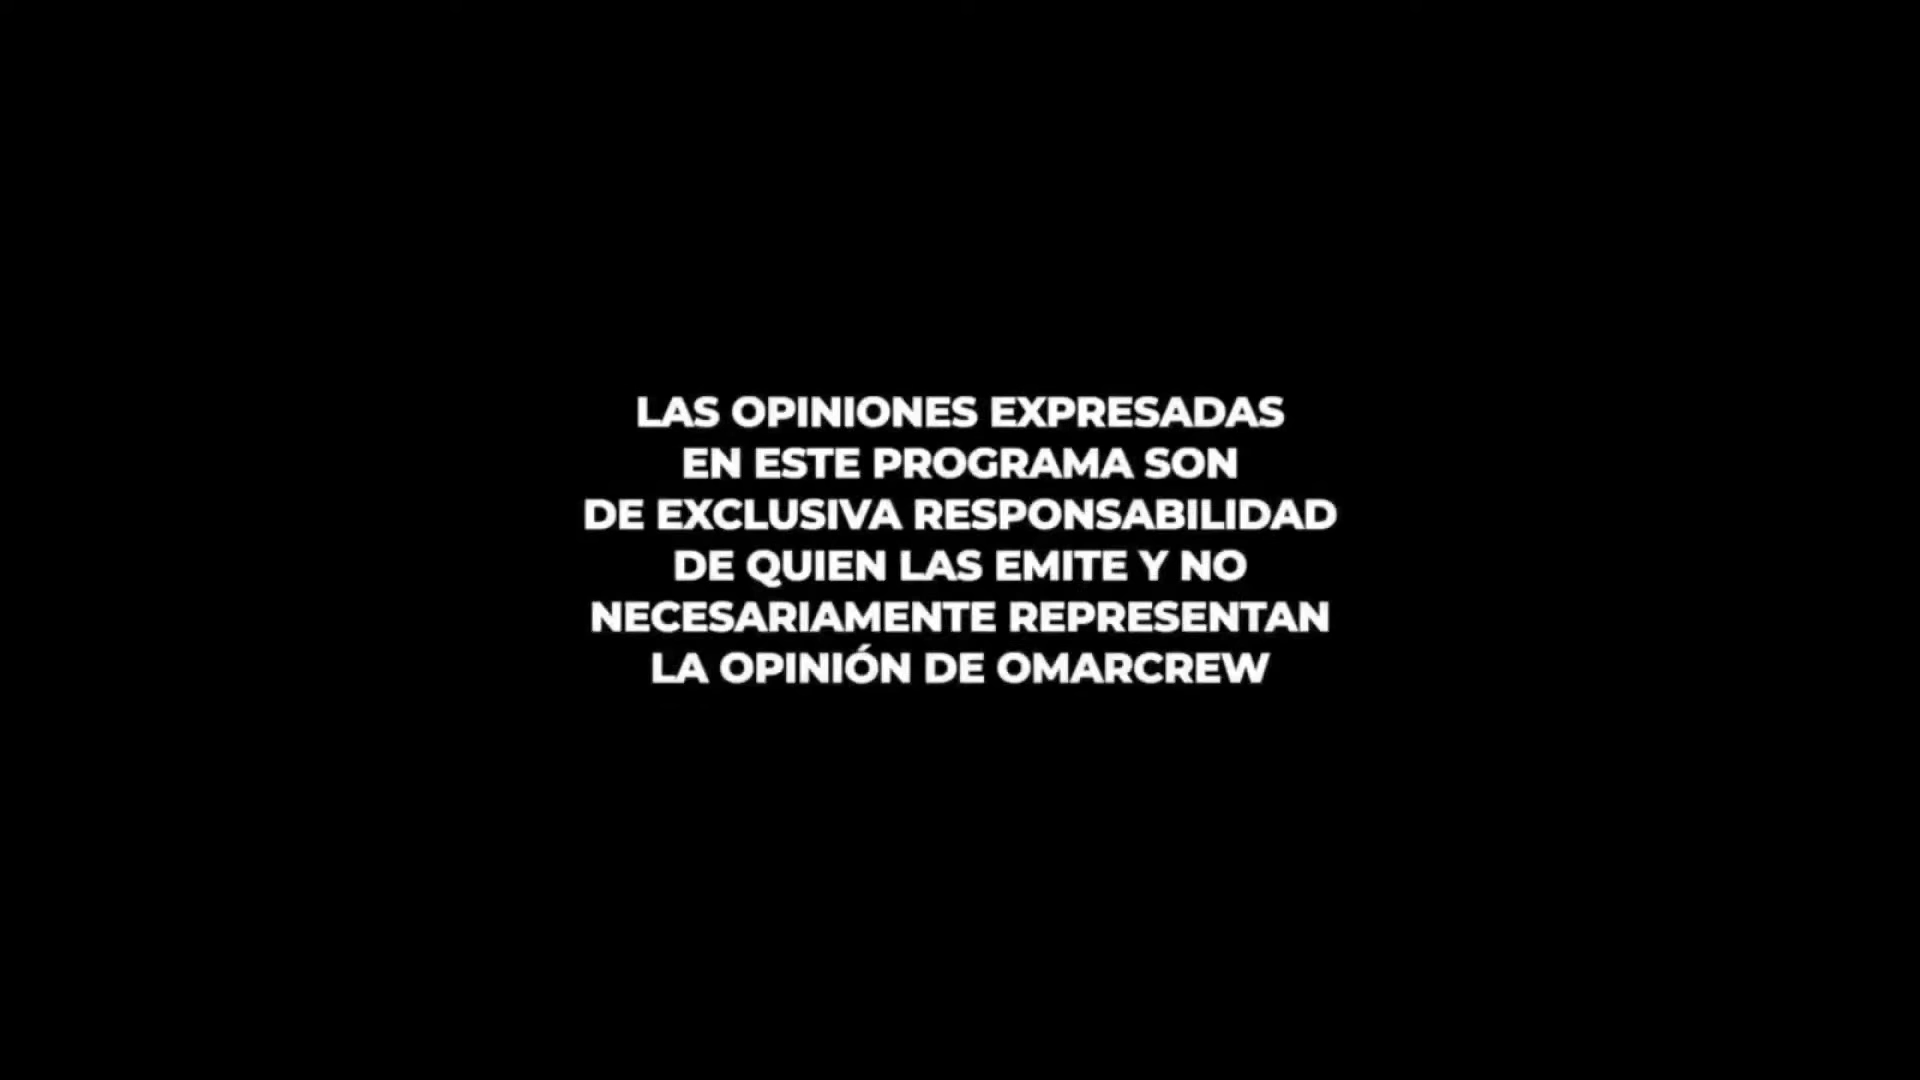 LAS OPINIONES EXPRESADAS
EN ESTE PROGRAMA SON
DE EXCLUSIVA RESPONSABILIDAD
DE QUIEN LAS EMITE Y NO
NECESARIAMENTE REPRESENTAN
LA OPINIÓN DE OMARCREW